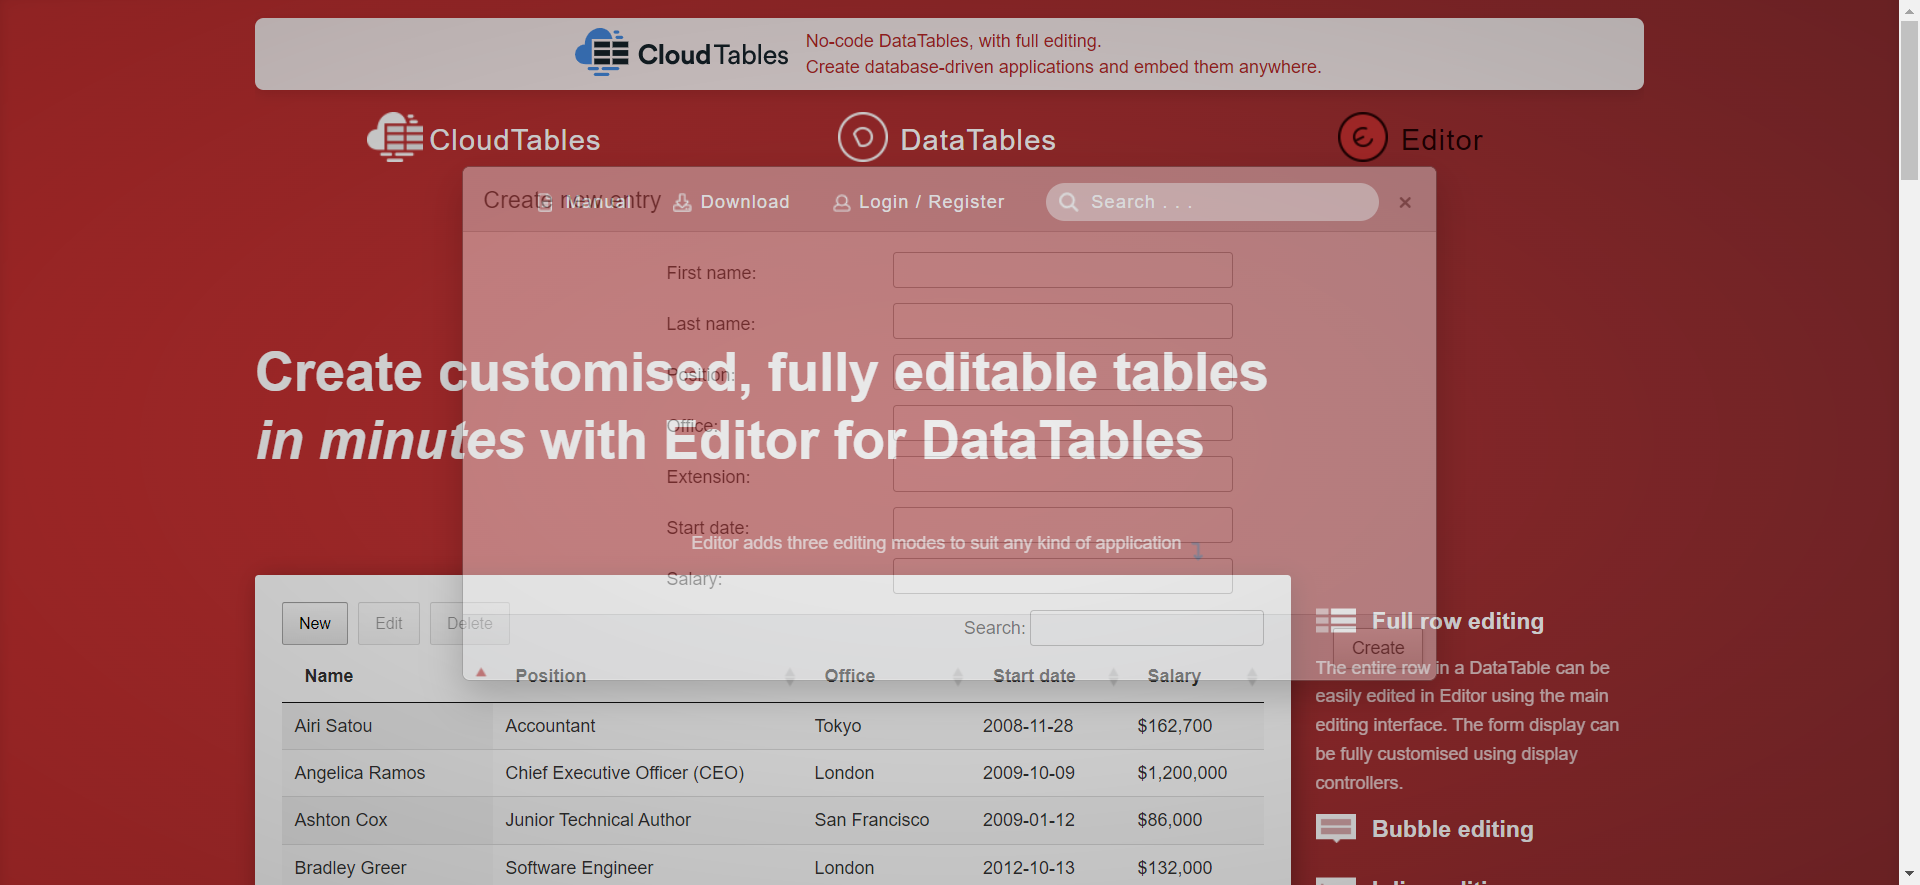 CloudTables
No-code DataTables, with full editing.
Create database-driven applications and embed them anywhere.
CloudTables
DataTables
Editor
Create new entry
Manual
Download
Login / Register
Search . . .
×
First name:
Last name:
Position:
Office:
Extension:
Start date:
Salary:
Create
Create customised, fully editable tables
in minutes with Editor for DataTables
Editor adds three editing modes to suit any kind of application
New Edit Delete
Search:
Name Position Office Start date Salary
Airi Satou Accountant Tokyo 2008-11-28 $162,700
Angelica Ramos Chief Executive Officer (CEO) London 2009-10-09 $1,200,000
Ashton Cox Junior Technical Author San Francisco 2009-01-12 $86,000
Bradley Greer Software Engineer London 2012-10-13 $132,000
Full row editing
The entire row in a DataTable can be
easily edited in Editor using the main
editing interface. The form display can
be fully customised using display
controllers.
Bubble editing